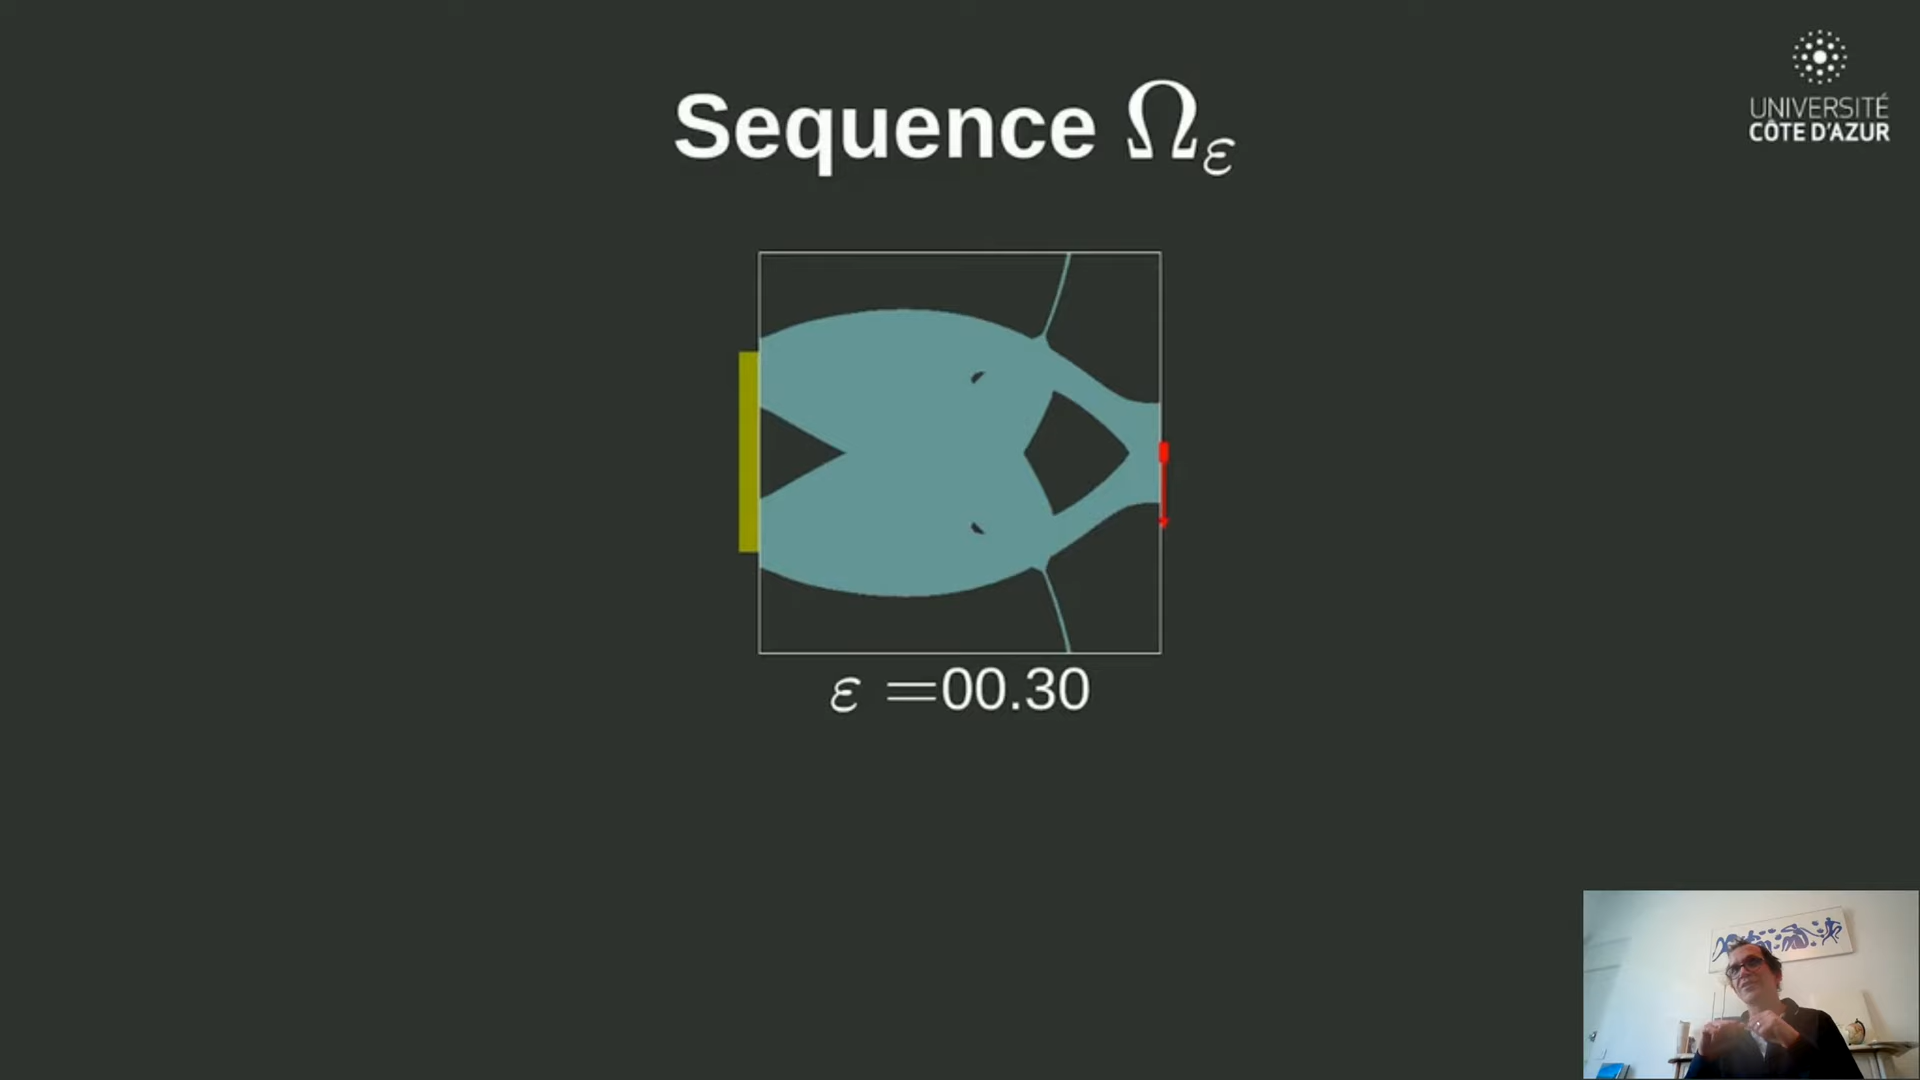 Sequence Ωε
UNIVERSITÉ
CÔTE D'AZUR
ε =00.30